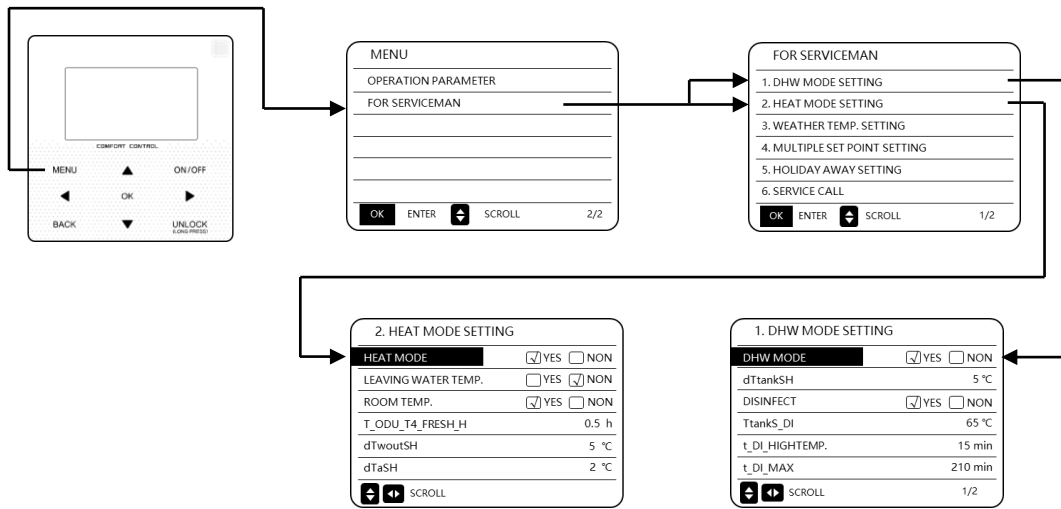 COMFORT CONTROL
MENU ON/OFF
OK
BACK UNLOCK
(LONG PRESS)
MENU
OPERATION PARAMETER
FOR SERVICEMAN
OK ENTER SCROLL 2/2
FOR SERVICEMAN
1. DHW MODE SETTING
2. HEAT MODE SETTING
3. WEATHER TEMP. SETTING
4. MULTIPLE SET POINT SETTING
5. HOLIDAY AWAY SETTING
6. SERVICE CALL
OK ENTER SCROLL 1/2
2. HEAT MODE SETTING
HEAT MODE YES NON
LEAVING WATER TEMP. YES NON
ROOM TEMP. YES NON
T_ODU_T4_FRESH_H 0.5 h
dTwoutSH 5 ℃
dTaSH 2 ℃
SCROLL
1. DHW MODE SETTING
DHW MODE YES NON
dTtankSH 5 ℃
DISINFECT YES NON
TtankS_DI 65 ℃
t_DI_HIGHTEMP. 15 min
t_DI_MAX 210 min
SCROLL 1/2